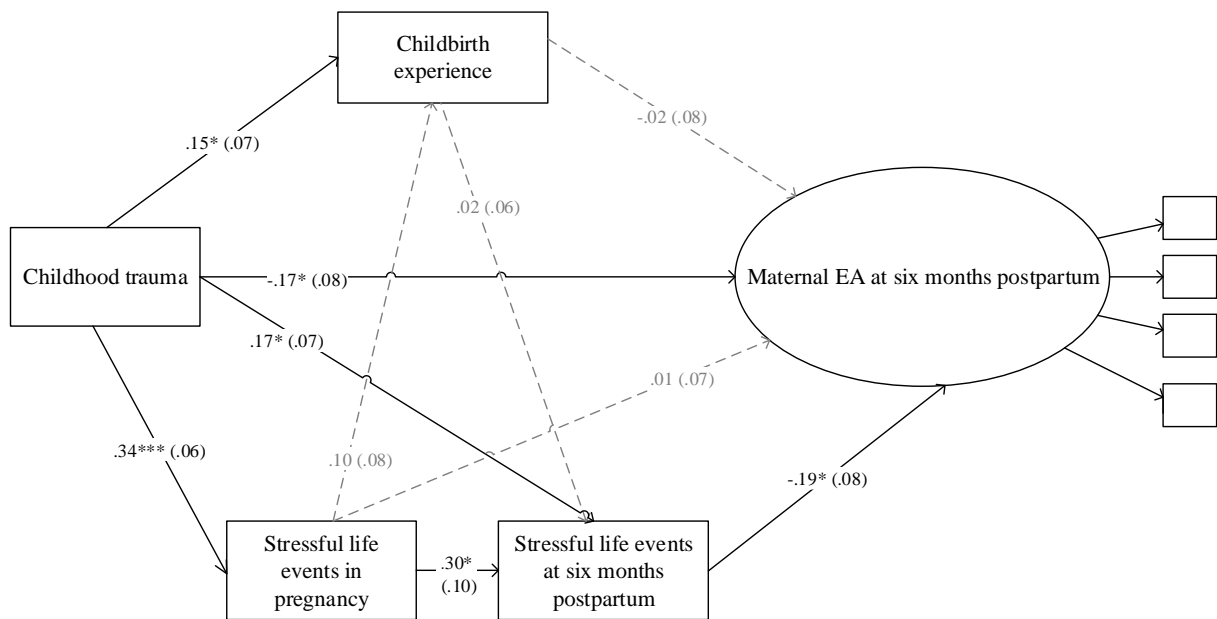 Childbirth
experience
.15* (.07)
-.02 (.08)
.02 (.06)
Childhood trauma
-.17* (.08)
Maternal EA at six months postpartum
.17* (.07)
.01 (.07)
.34*** (.06)
.10 (.08)
-.19* (.08)
Stressful life
events in
pregnancy
.30*
(.10)
Stressful life events
at six months
postpartum